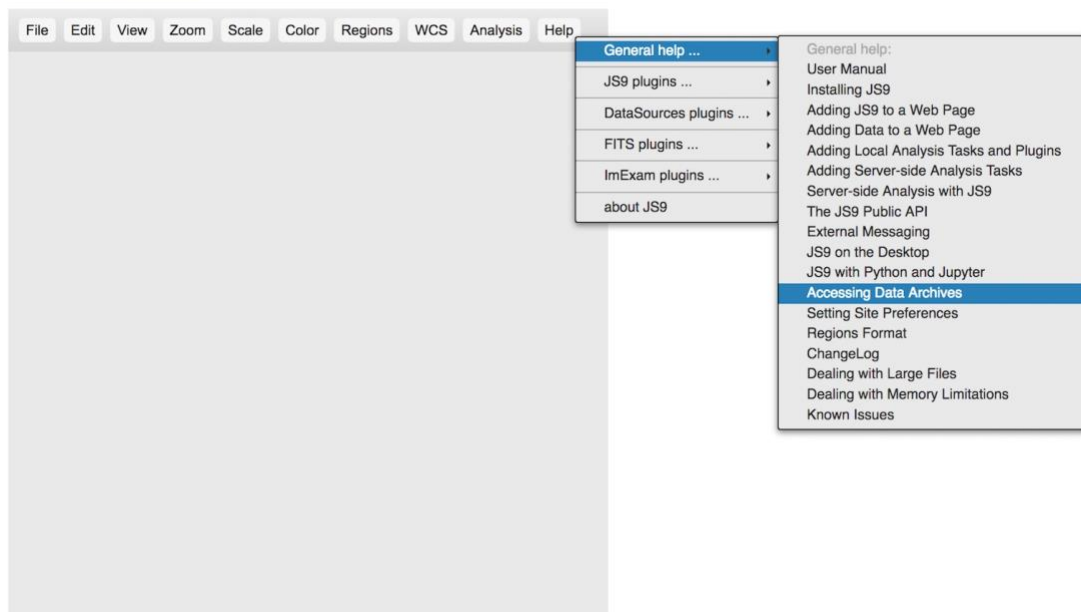 File Edit View Zoom Scale Color Regions WCS Analysis Help
General help ...
JS9 plugins ...
DataSources plugins ...
FITS plugins ...
ImExam plugins ...
about JS9
General help:
User Manual
Installing JS9
Adding JS9 to a Web Page
Adding Data to a Web Page
Adding Local Analysis Tasks and Plugins
Adding Server-side Analysis Tasks
Server-side Analysis with JS9
The JS9 Public API
External Messaging
JS9 on the Desktop
JS9 with Python and Jupyter
Accessing Data Archives
Setting Site Preferences
Regions Format
ChangeLog
Dealing with Large Files
Dealing with Memory Limitations
Known Issues